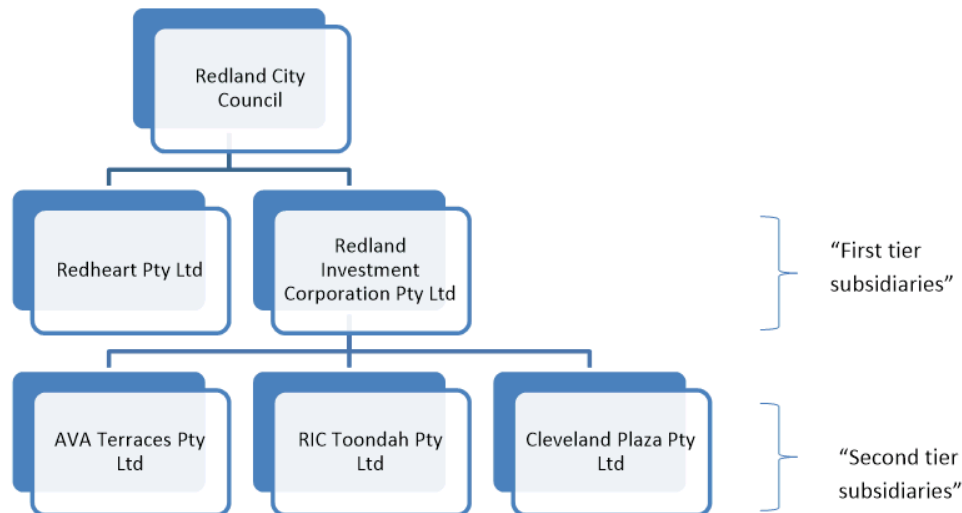 Redland City
Council
Redheart Pty Ltd
Redland
Investment
Corporation Pty Ltd
“First tier
subsidiaries”
AVA Terraces Pty
Ltd
RIC Toondah Pty
Ltd
Cleveland Plaza Pty
Ltd
“Second tier
subsidiaries”